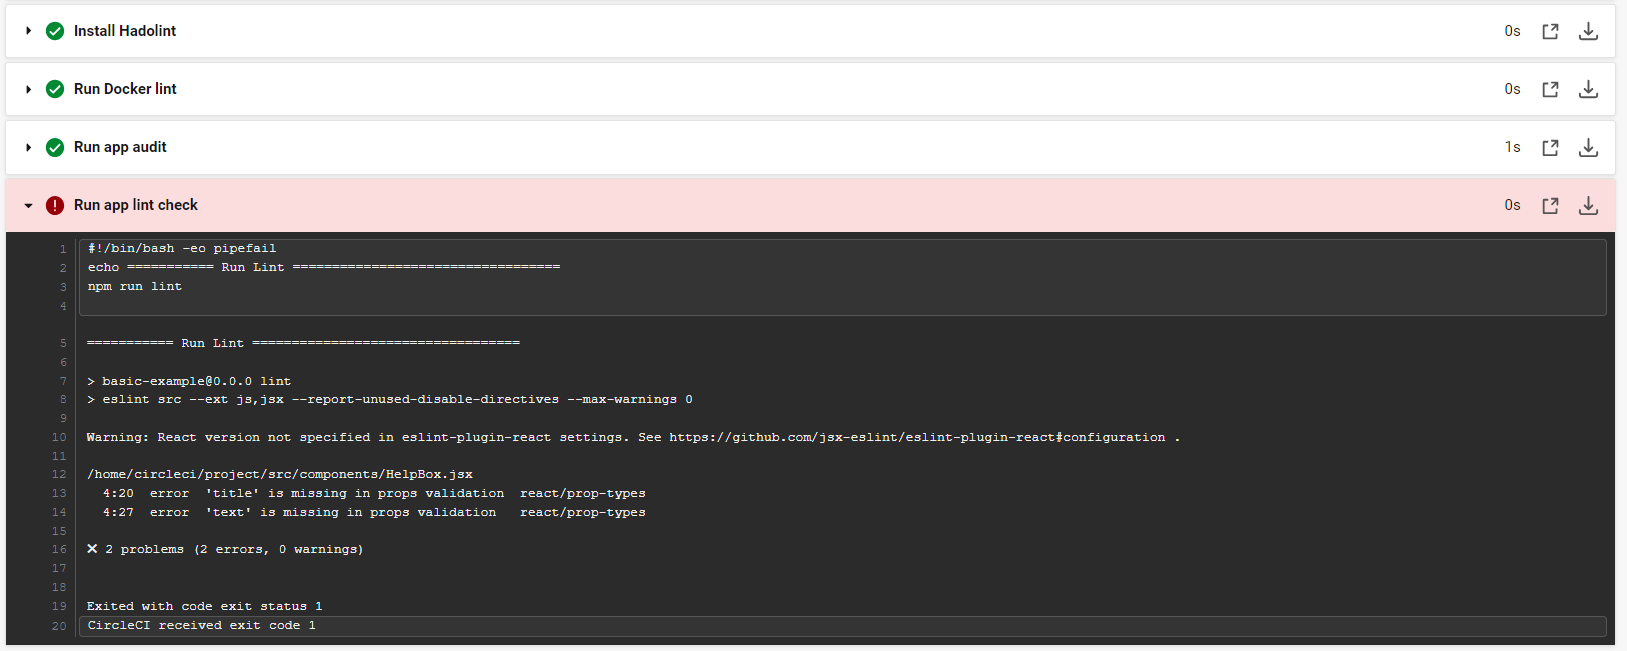 Install Hadolint 0s
Run Docker lint 0s
Run app audit 1s
Run app lint check 0s
1 #!/bin/bash -eo pipefail
2 echo =========== Run Lint ==================================
3 npm run lint
4
5 =========== Run Lint ==================================
6
7 > basic-example@0.0.0 lint
8 > eslint src --ext js,jsx --report-unused-disable-directives --max-warnings 0
9
10 Warning: React version not specified in eslint-plugin-react settings. See https://github.com/jsx-eslint/eslint-plugin-react#configuration .
11
12 /home/circleci/project/src/components/HelpBox.jsx
13 4:20 error 'title' is missing in props validation react/prop-types
14 4:27 error 'text' is missing in props validation react/prop-types
15
16 ✕ 2 problems (2 errors, 0 warnings)
17
18
19 Exited with code exit status 1
20 CircleCI received exit code 1